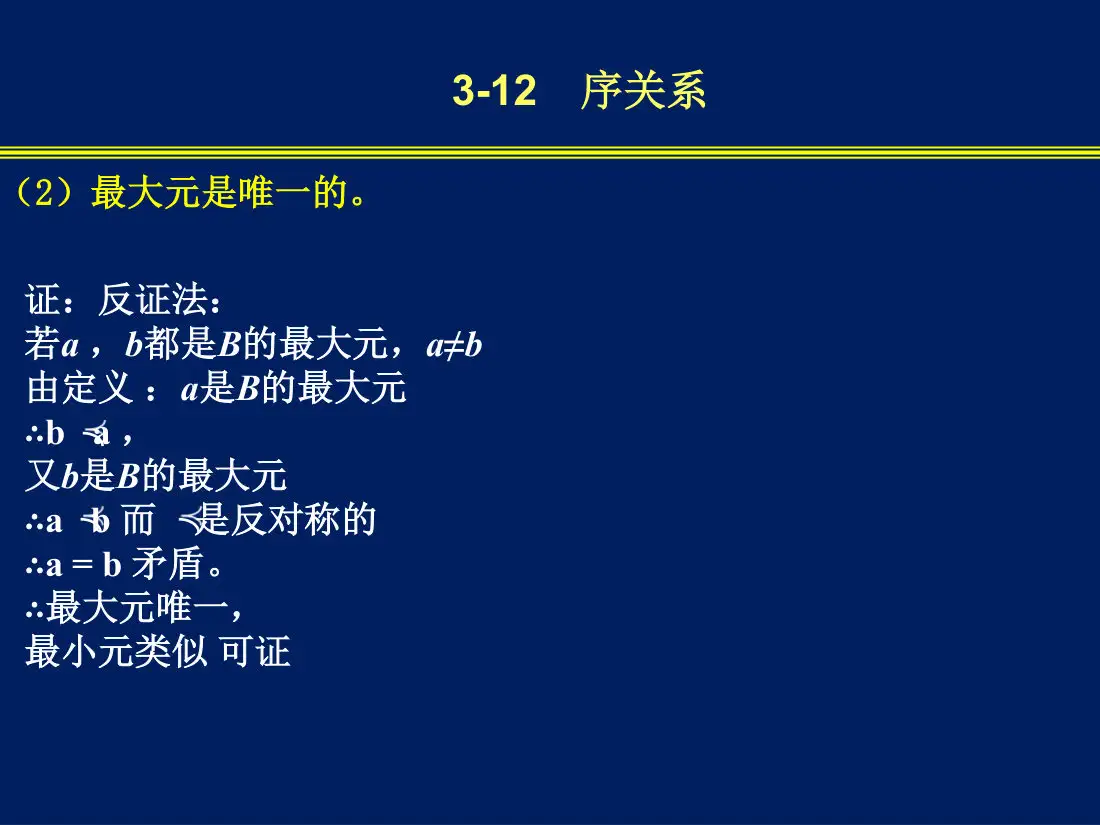 3-12 序关系
（2）最大元是唯一的。
证：反证法：
若a ，b都是B的最大元，a≠b
由定义 ：a是B的最大元
∴b ≼a ，
又b是B的最大元
∴a ≼b 而 ≼是反对称的
∴a = b 矛盾。
∴最大元唯一，
最小元类似 可证